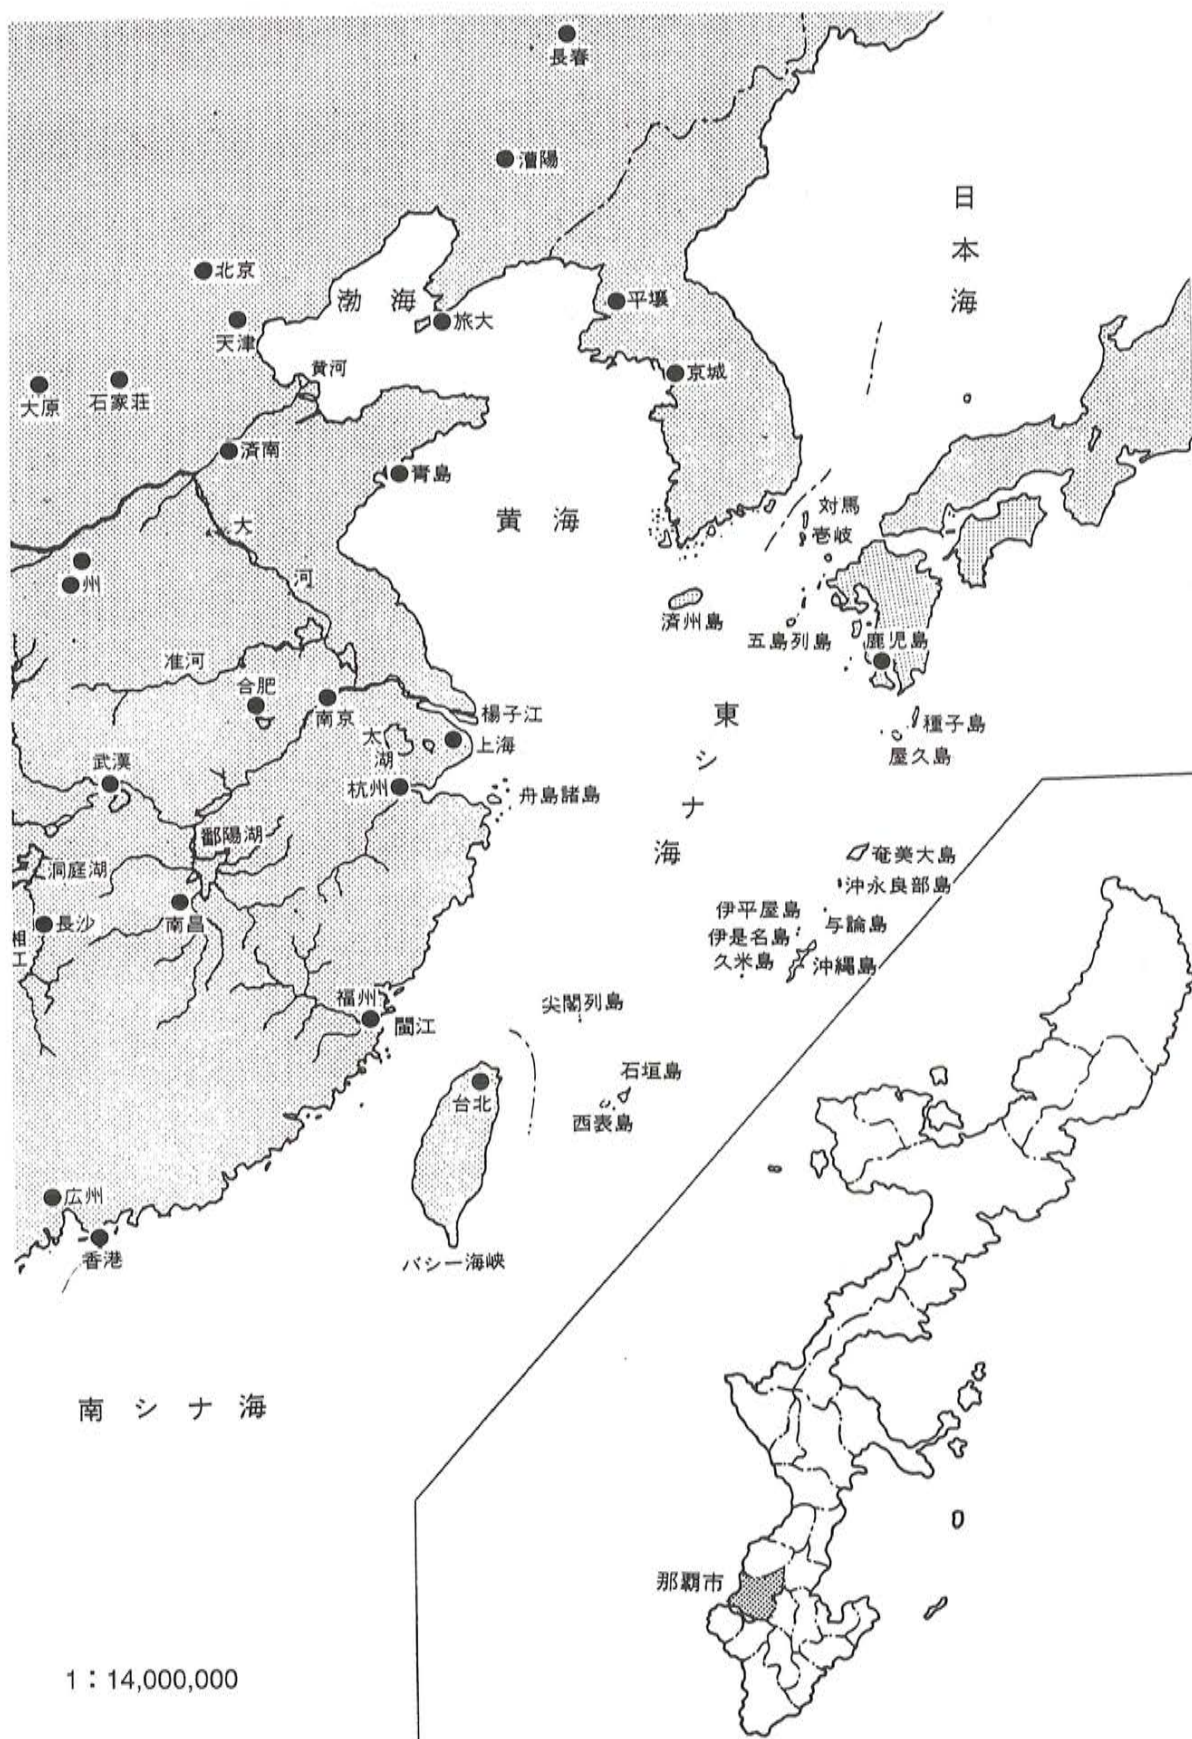 長春
瀋陽
日本海
北京
渤海
平壌
天津
旅大
黄河
京城
大原
石家荘
済南
青島
対馬
黄海
大
壱岐
州
河
済州島
五島列島
鹿児島
准河
合肥
南京
楊子江
東シナ海
種子島
太湖
上海
屋久島
武漢
杭州
舟島諸島
鄱陽湖
奄美大島
洞庭湖
沖永良部島
長沙
南昌
伊平屋島
与論島
相江
伊是名島
久米島
沖縄島
福州
尖閣列島
閩江
石垣島
台北
西表島
広州
香港
バシー海峡
南シナ海
那覇市
1：14,000,000